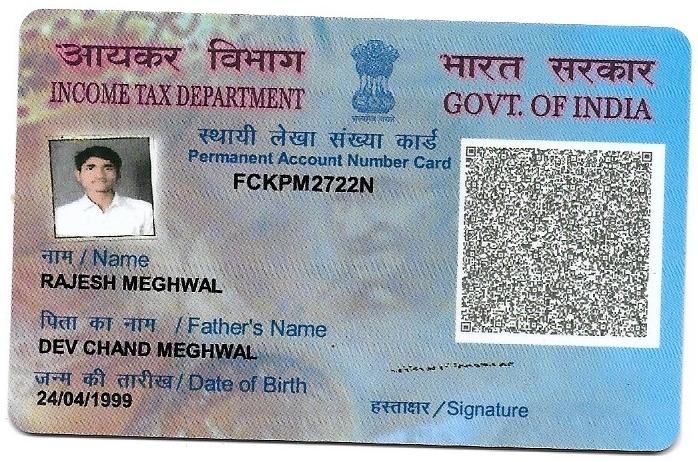 आयकर विभाग
INCOME TAX DEPARTMENT
सत्यमेव जयते
भारत सरकार
GOVT. OF INDIA
स्थायी लेखा संख्या कार्ड
Permanent Account Number Card
FCKPM2722N
नाम / Name
RAJESH MEGHWAL
पिता का नाम / Father's Name
DEV CHAND MEGHWAL
जन्म की तारीख / Date of Birth
24/04/1999
हस्ताक्षर / Signature